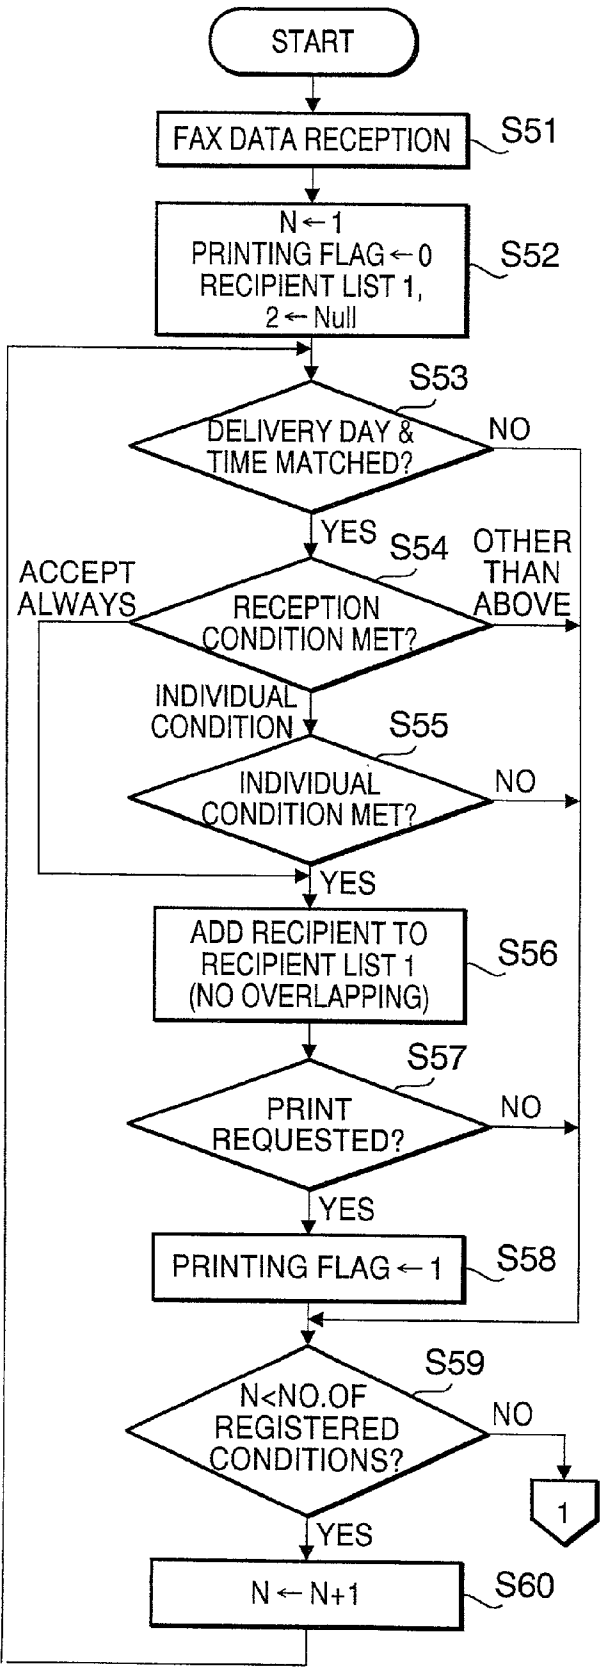 START
FAX DATA RECEPTION
S51
N←1
PRINTING FLAG←0
RECIPIENT LIST 1,
2←Null
S52
S53
DELIVERY DAY &
TIME MATCHED?
NO
YES
S54
OTHER
THAN
ABOVE
ACCEPT
ALWAYS
RECEPTION
CONDITION MET?
INDIVIDUAL
CONDITION
S55
INDIVIDUAL
CONDITION MET?
NO
YES
ADD RECIPIENT TO
RECIPIENT LIST 1
(NO OVERLAPPING)
S56
S57
PRINT
REQUESTED?
NO
YES
PRINTING FLAG←1
S58
S59
N<NO.OF
REGISTERED
CONDITIONS?
NO
1
YES
N←N+1
S60